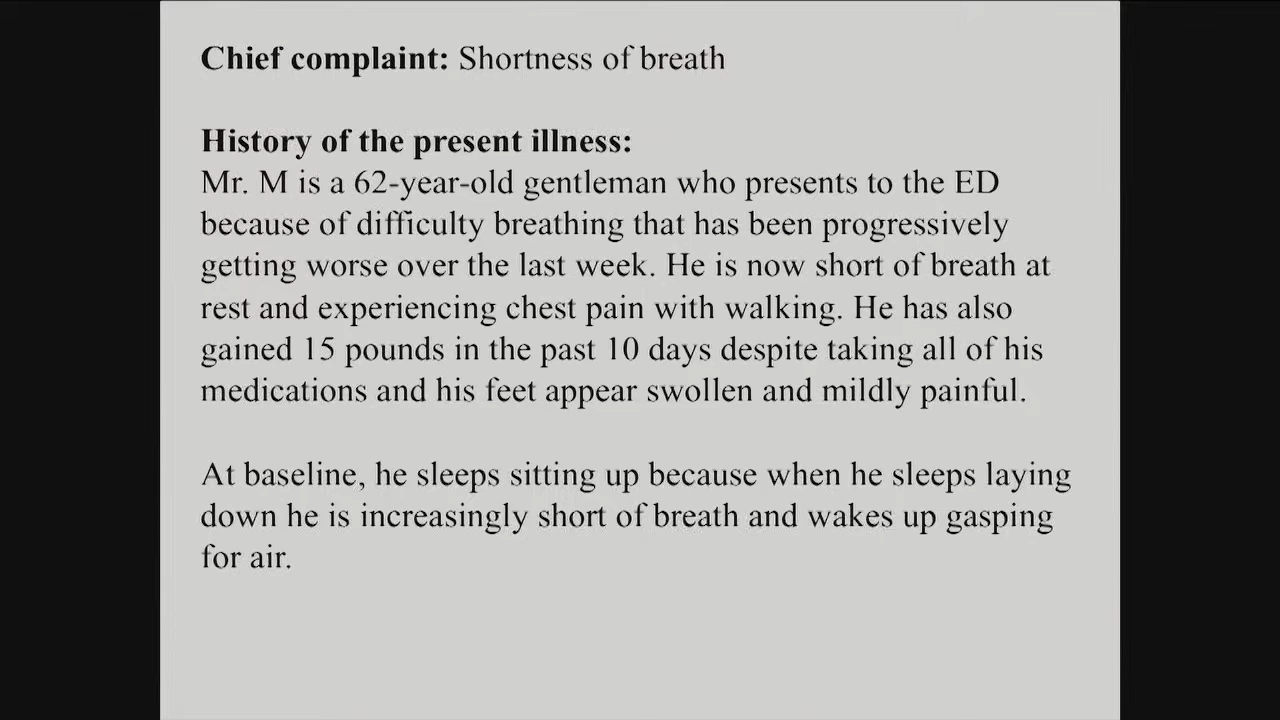 Chief complaint: Shortness of breath
History of the present illness:
Mr. M is a 62-year-old gentleman who presents to the ED
because of difficulty breathing that has been progressively
getting worse over the last week. He is now short of breath at
rest and experiencing chest pain with walking. He has also
gained 15 pounds in the past 10 days despite taking all of his
medications and his feet appear swollen and mildly painful.
At baseline, he sleeps sitting up because when he sleeps laying
down he is increasingly short of breath and wakes up gasping
for air.